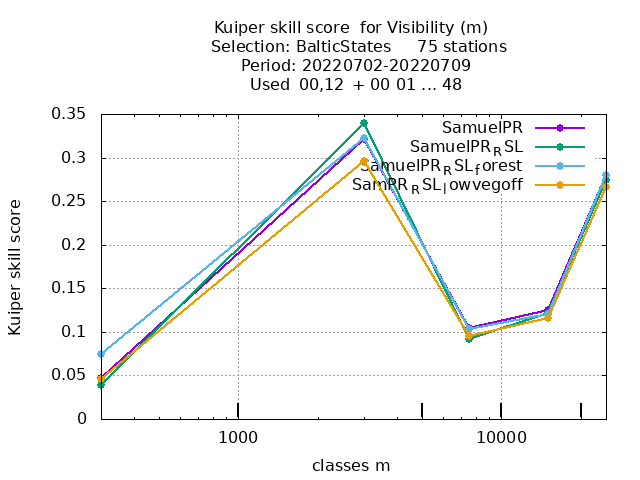 Kuiper skill score  for Visibility (m)
Selection: BalticStates     75 stations
Period: 20220702-20220709
Used  00,12  + 00 01 ... 48
0.35
0.3
0.25
0.2
0.15
0.1
0.05
0
Kuiper skill score
SamuelPR
SamuelPR_RSL
SamuelPR_RSL_forest
SamPRR_RSL_lowvegoff
1000
10000
classes m